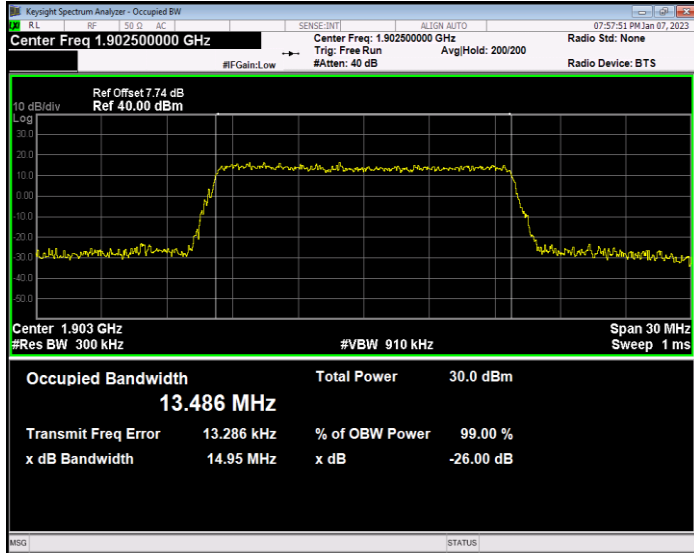 Keysight Spectrum Analyzer - Occupied BW
RL RF 50 Ω AC SENSE:INT ALIGN AUTO 07:57:51 PM Jan 07, 2023
Center Freq 1.902500000 GHz Center Freq: 1.902500000 GHz Radio Std: None
Trig: Free Run Avg|Hold: 200/200
#IFGain:Low #Atten: 40 dB Radio Device: BTS
Ref Offset 7.74 dB
10 dB/div Ref 40.00 dBm
Log
30.0
20.0
10.0
0.00
-10.0
-20.0
-30.0
-40.0
-50.0
Center 1.903 GHz Span 30 MHz
#Res BW 300 kHz #VBW 910 kHz Sweep 1 ms
Occupied Bandwidth Total Power 30.0 dBm
13.486 MHz
Transmit Freq Error 13.286 kHz % of OBW Power 99.00 %
x dB Bandwidth 14.95 MHz x dB -26.00 dB
MSG STATUS